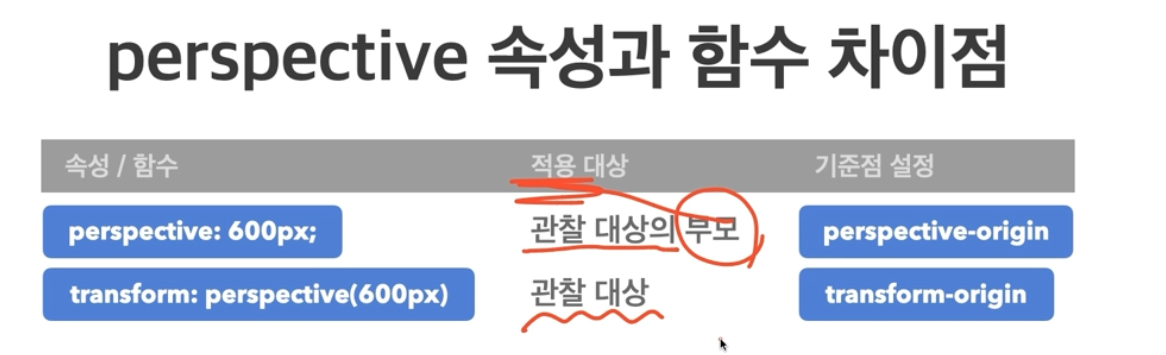 perspective 속성과 함수 차이점
속성 / 함수 적용 대상 기준점 설정
perspective: 600px; 관찰 대상의 부모 perspective-origin
transform: perspective(600px) 관찰 대상 transform-origin